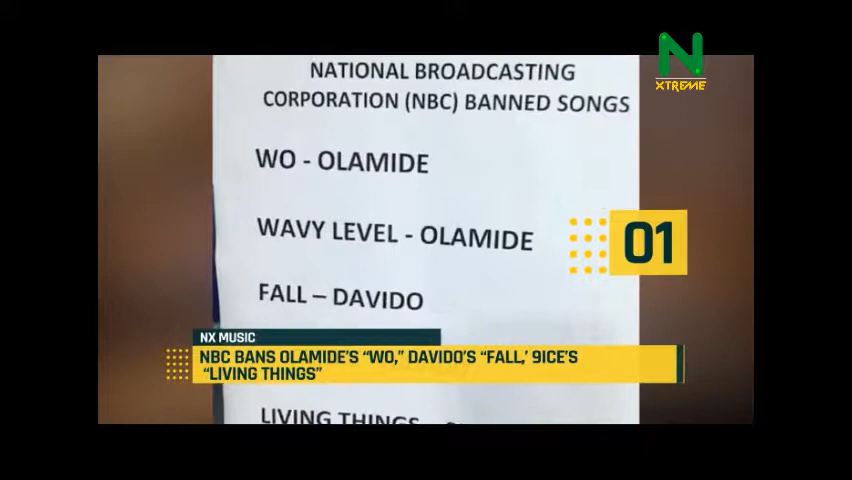 N
XTREME
NATIONAL BROADCASTING
CORPORATION (NBC) BANNED SONGS
WO - OLAMIDE
WAVY LEVEL - OLAMIDE
01
FALL – DAVIDO
NX MUSIC
NBC BANS OLAMIDE'S “WO,” DAVIDO'S “FALL,’ 9ICE'S
“LIVING THINGS”
LIVING THINGS